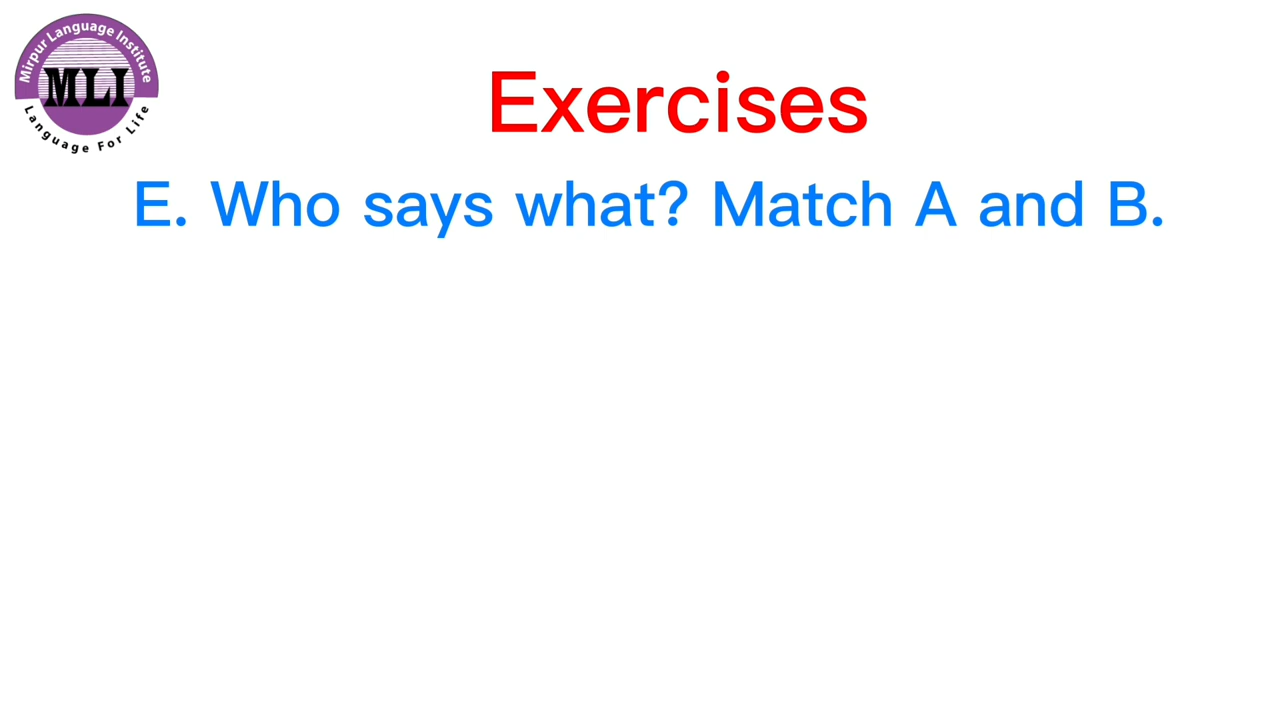 Mirpur Language Institute
MLI
Language For Life
Exercises
E. Who says what? Match A and B.